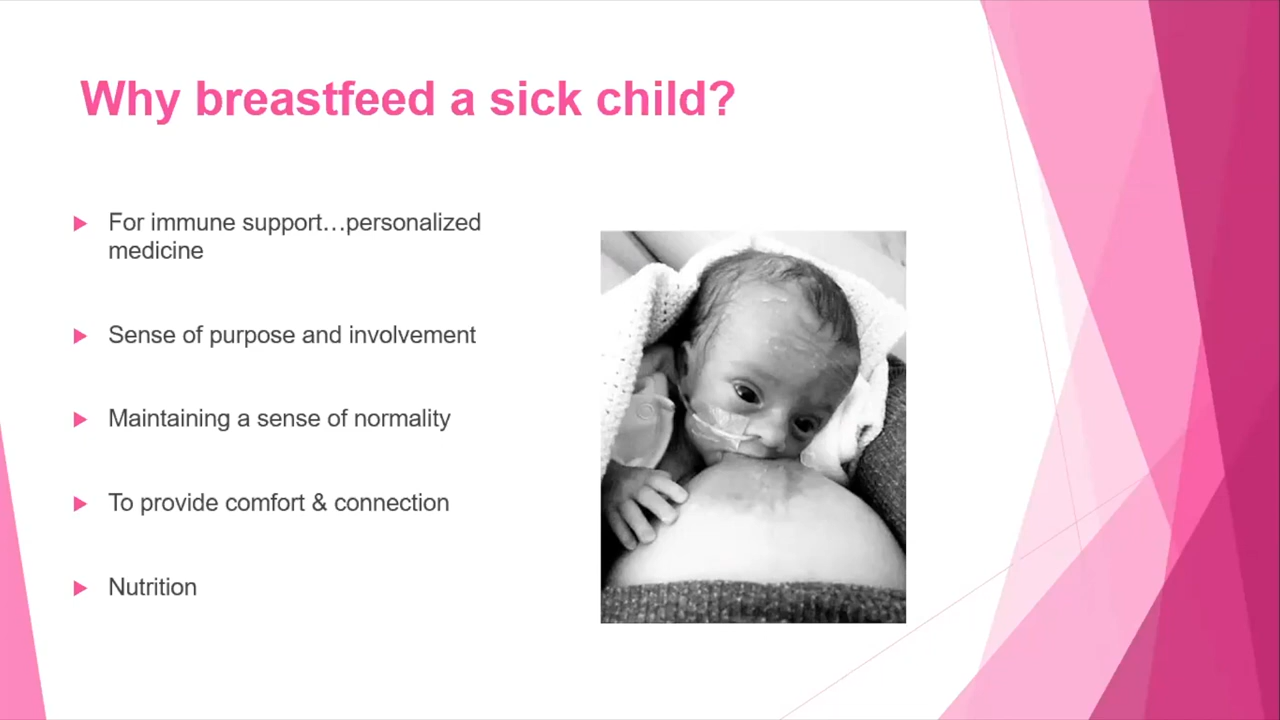 Why breastfeed a sick child?
For immune support…personalized
medicine
Sense of purpose and involvement
Maintaining a sense of normality
To provide comfort & connection
Nutrition